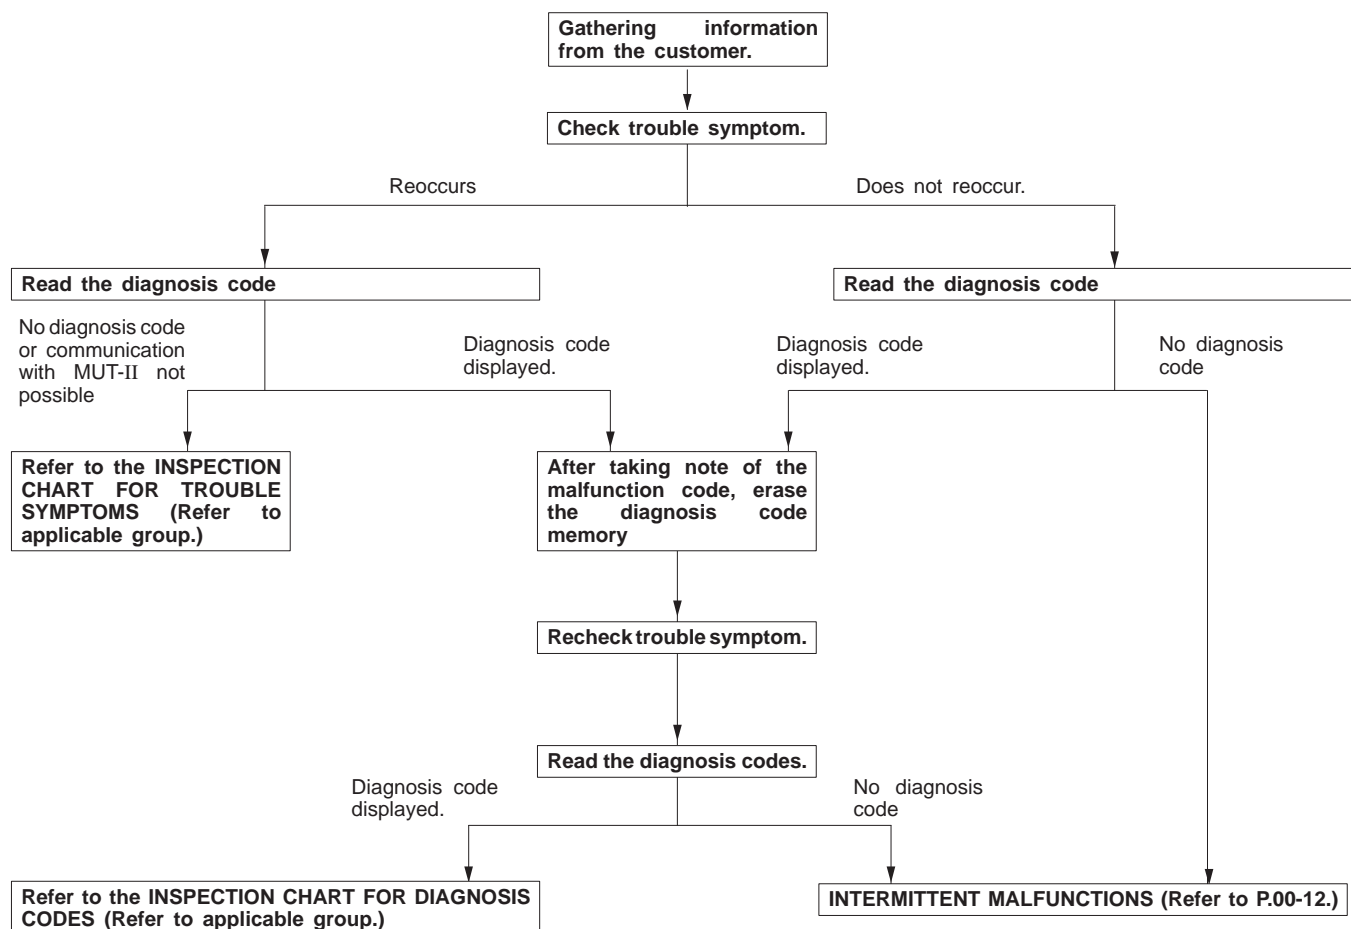 Gathering information
from the customer.
Check trouble symptom.
Reoccurs
Does not reoccur.
Read the diagnosis code
Read the diagnosis code
No diagnosis code
or communication
with MUT-II not
possible
Diagnosis code
displayed.
Diagnosis code
displayed.
No diagnosis
code
Refer to the INSPECTION
CHART FOR TROUBLE
SYMPTOMS (Refer to
applicable group.)
After taking note of the
malfunction code, erase
the diagnosis code
memory
Recheck trouble symptom.
Read the diagnosis codes.
Diagnosis code
displayed.
No diagnosis
code
Refer to the INSPECTION CHART FOR DIAGNOSIS
CODES (Refer to applicable group.)
INTERMITTENT MALFUNCTIONS (Refer to P.00-12.)